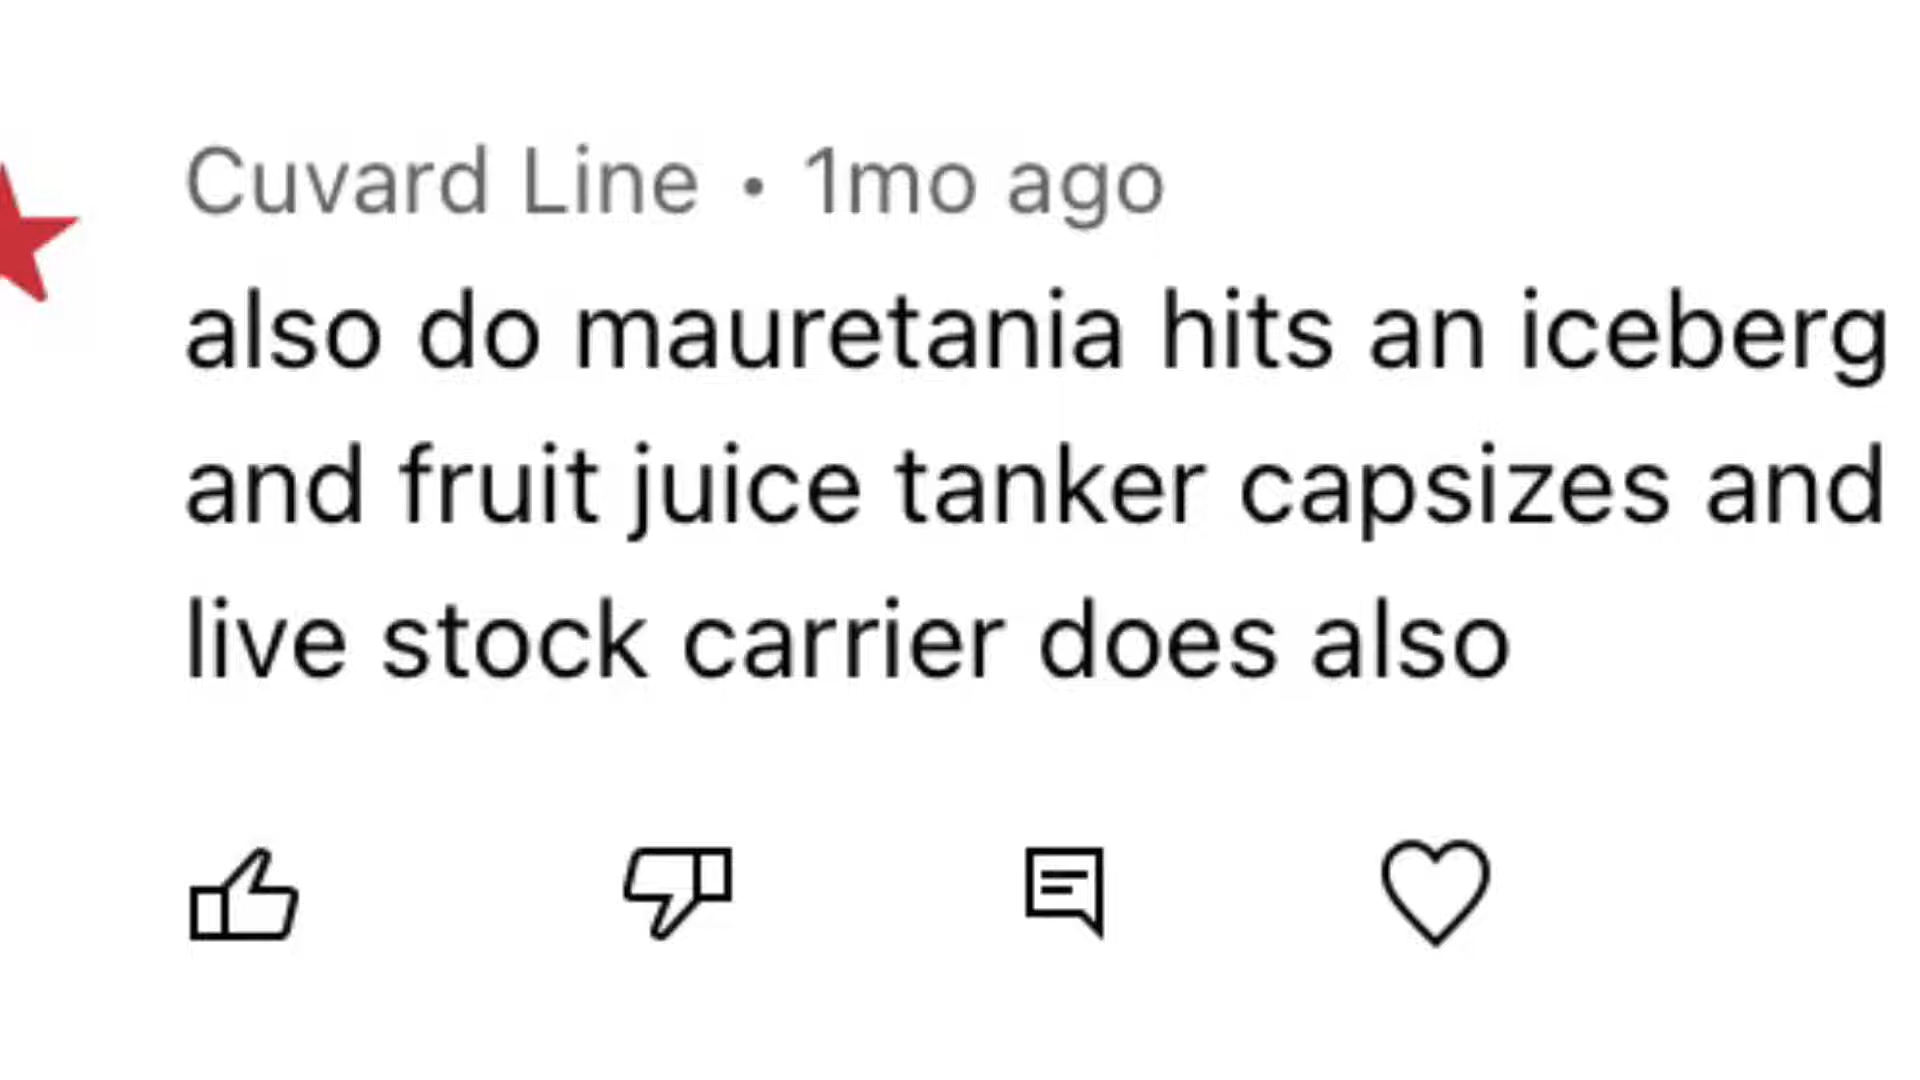 Cuvard Line • 1mo ago
also do mauretania hits an iceberg
and fruit juice tanker capsizes and
live stock carrier does also